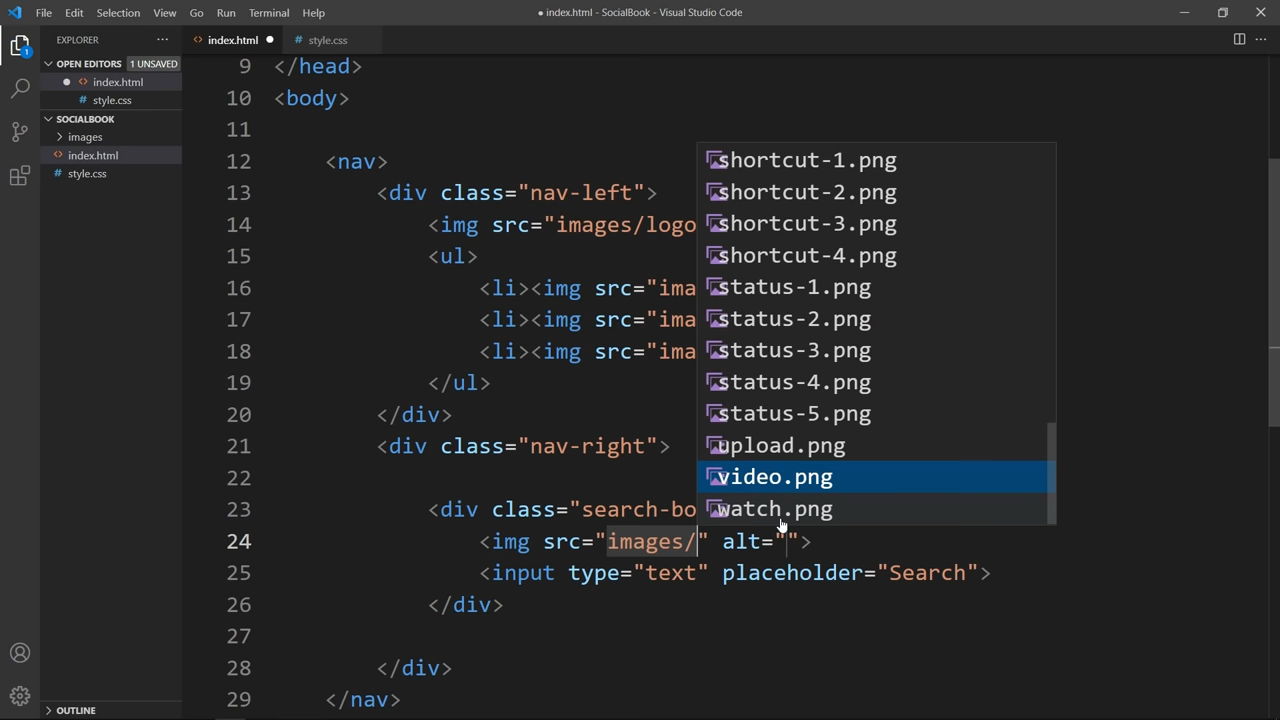 File Edit Selection View Go Run Terminal Help
● index.html - SocialBook - Visual Studio Code
EXPLORER
OPEN EDITORS 1 UNSAVED
index.html
style.css
SOCIALBOOK
images
index.html
style.css
OUTLINE
1
index.html
style.css
9 </head>
10 <body>
11
12 <nav>
13 <div class="nav-left">
14 <img src="images/logo
15 <ul>
16 <li><img src="ima
17 <li><img src="ima
18 <li><img src="ima
19 </ul>
20 </div>
21 <div class="nav-right">
22
23 <div class="search-bo
24 <img src="images/" alt="">
25 <input type="text" placeholder="Search">
26 </div>
27
28 </div>
29 </nav>
shortcut-1.png
shortcut-2.png
shortcut-3.png
shortcut-4.png
status-1.png
status-2.png
status-3.png
status-4.png
status-5.png
upload.png
video.png
watch.png